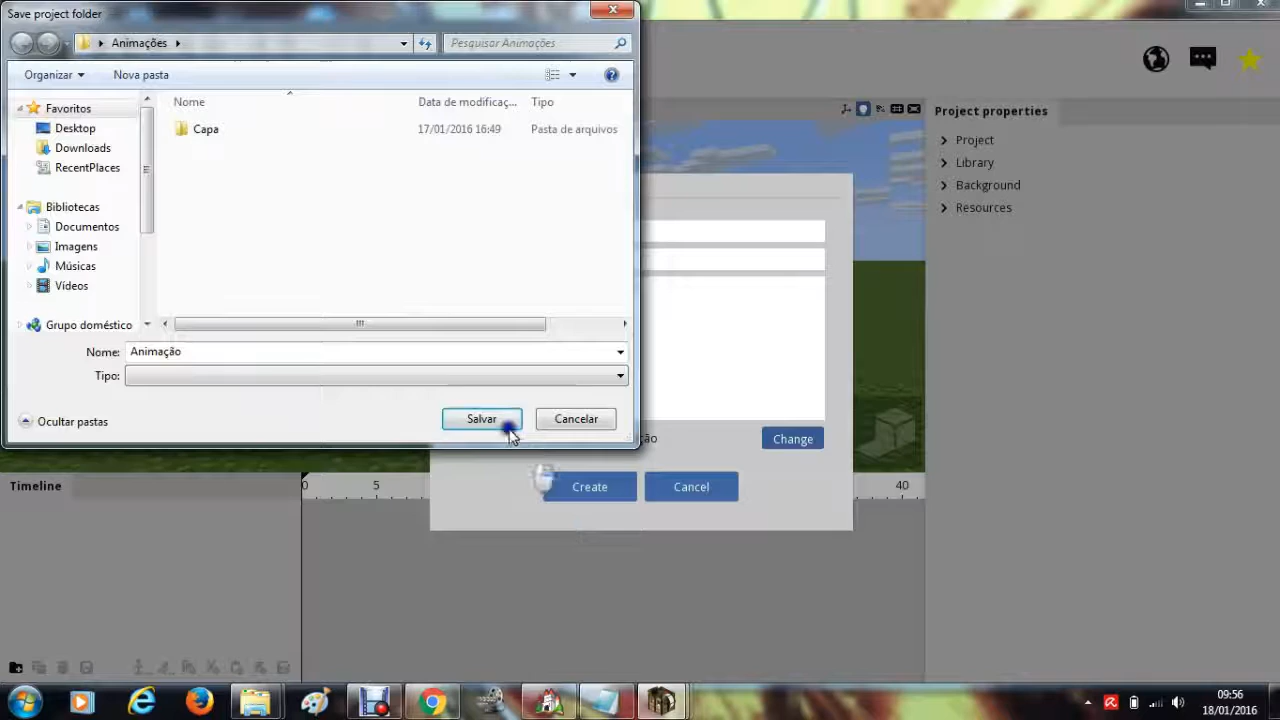 Save project folder
Animações
Pesquisar Animações
Organizar
Nova pasta
Nome
Data de modificaç...
Tipo
Favoritos
Desktop
Downloads
RecentPlaces
Bibliotecas
Documentos
Imagens
Músicas
Vídeos
Grupo doméstico
Capa
17/01/2016 16:49
Pasta de arquivos
Nome: Animação
Tipo:
Ocultar pastas
Salvar
Cancelar
Project properties
Project
Library
Background
Resources
ção
Change
Create
Cancel
Timeline
0
5
40
09:56
18/01/2016